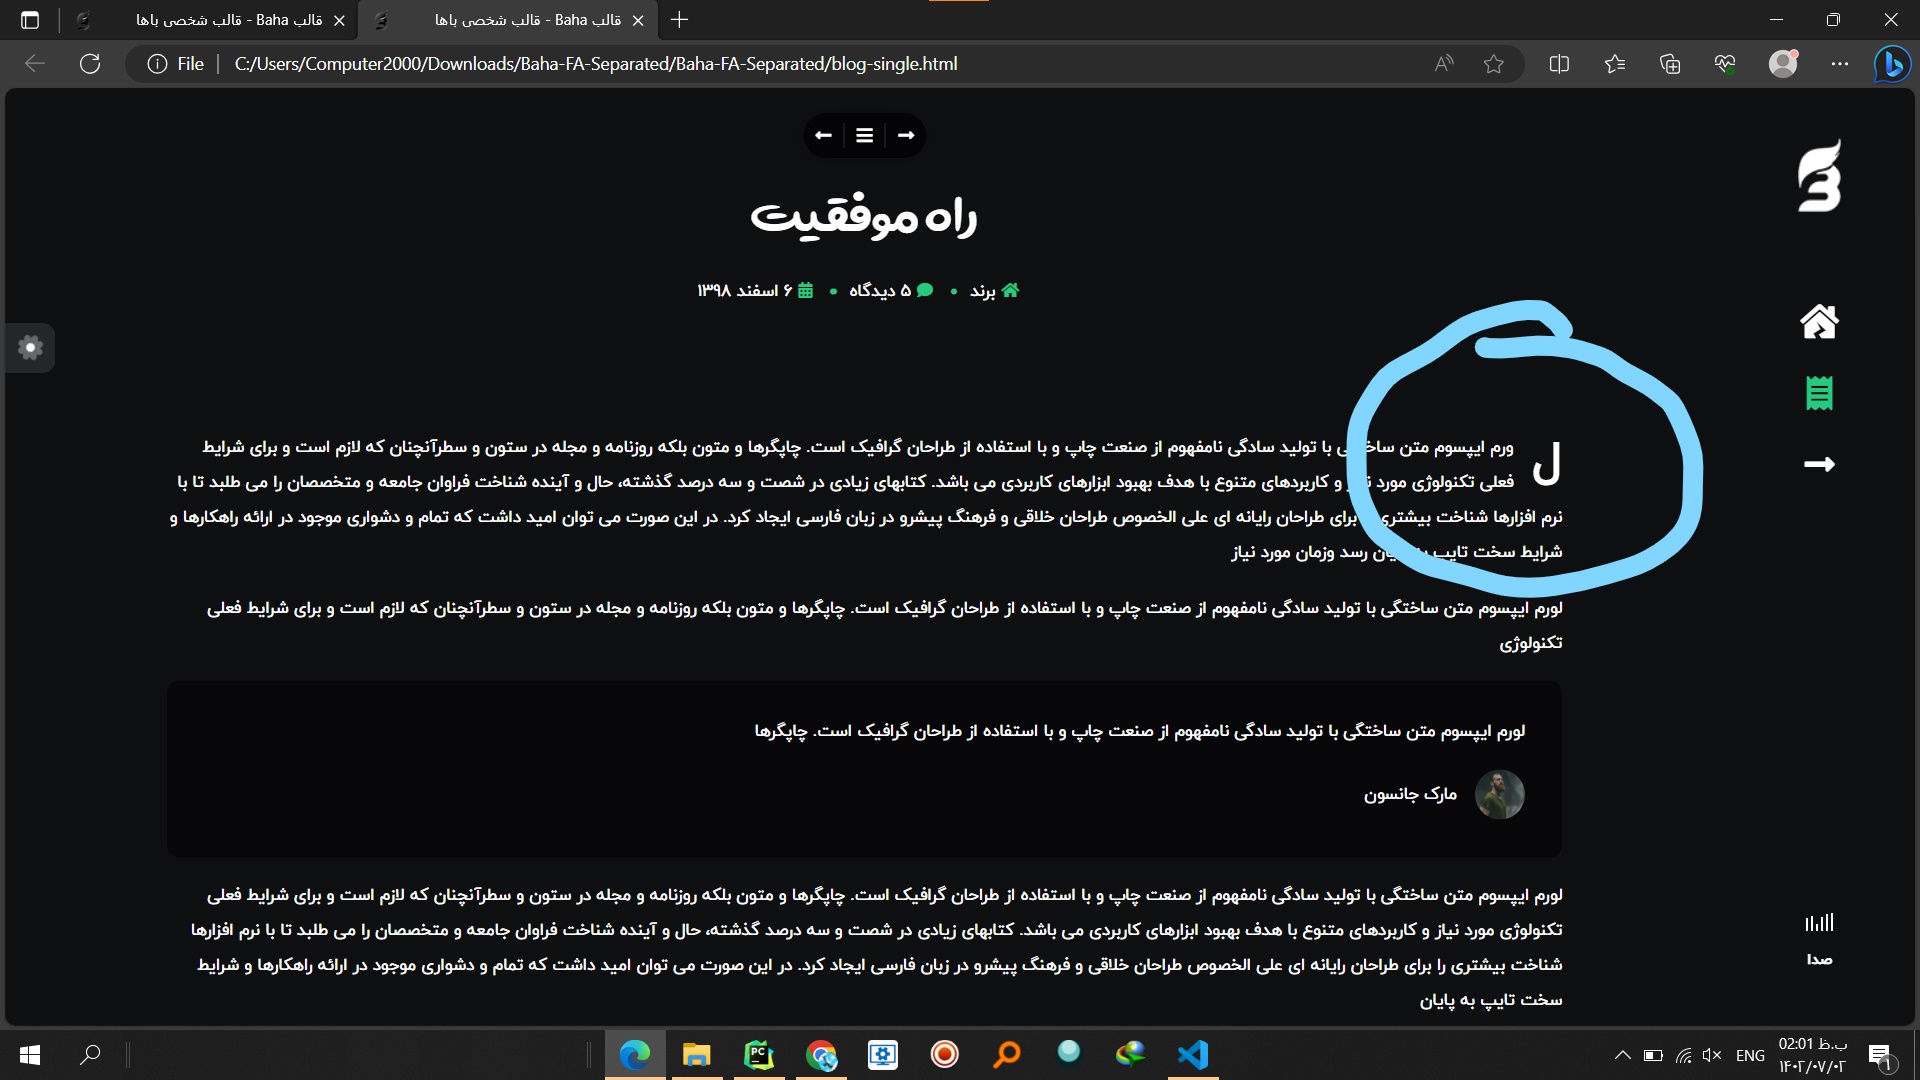 قالب Baha - قالب شخصی باها
قالب Baha - قالب شخصی باها
File
C:/Users/Computer2000/Downloads/Baha-FA-Separated/Baha-FA-Separated/blog-single.html
راه موفقیت
برند • ۵ دیدگاه • ۶ اسفند ۱۳۹۸
ل
ورم ایپسوم متن ساختگی با تولید سادگی نامفهوم از صنعت چاپ و با استفاده از طراحان گرافیک است. چاپگرها و متون بلکه روزنامه و مجله در ستون و سطرآنچنان که لازم است و برای شرایط
فعلی تکنولوژی مورد نیاز و کاربردهای متنوع با هدف بهبود ابزارهای کاربردی می باشد. کتابهای زیادی در شصت و سه درصد گذشته، حال و آینده شناخت فراوان جامعه و متخصصان را می طلبد تا با
نرم افزارها شناخت بیشتری برای طراحان رایانه ای علی الخصوص طراحان خلاقی و فرهنگ پیشرو در زبان فارسی ایجاد کرد. در این صورت می توان امید داشت که تمام و دشواری موجود در ارائه راهکارها و
شرایط سخت تایپ به پایان رسد وزمان مورد نیاز
لورم ایپسوم متن ساختگی با تولید سادگی نامفهوم از صنعت چاپ و با استفاده از طراحان گرافیک است. چاپگرها و متون بلکه روزنامه و مجله در ستون و سطرآنچنان که لازم است و برای شرایط فعلی
تکنولوژی
لورم ایپسوم متن ساختگی با تولید سادگی نامفهوم از صنعت چاپ و با استفاده از طراحان گرافیک است. چاپگرها
مارک جانسون
لورم ایپسوم متن ساختگی با تولید سادگی نامفهوم از صنعت چاپ و با استفاده از طراحان گرافیک است. چاپگرها و متون بلکه روزنامه و مجله در ستون و سطرآنچنان که لازم است و برای شرایط فعلی
تکنولوژی مورد نیاز و کاربردهای متنوع با هدف بهبود ابزارهای کاربردی می باشد. کتابهای زیادی در شصت و سه درصد گذشته، حال و آینده شناخت فراوان جامعه و متخصصان را می طلبد تا با نرم افزارها
شناخت بیشتری را برای طراحان رایانه ای علی الخصوص طراحان خلاقی و فرهنگ پیشرو در زبان فارسی ایجاد کرد. در این صورت می توان امید داشت که تمام و دشواری موجود در ارائه راهکارها و شرایط
سخت تایپ به پایان
صدا
PC
ENG
02:01 ب.ظ
۱۴۰۲/۰۷/۰۲
۱